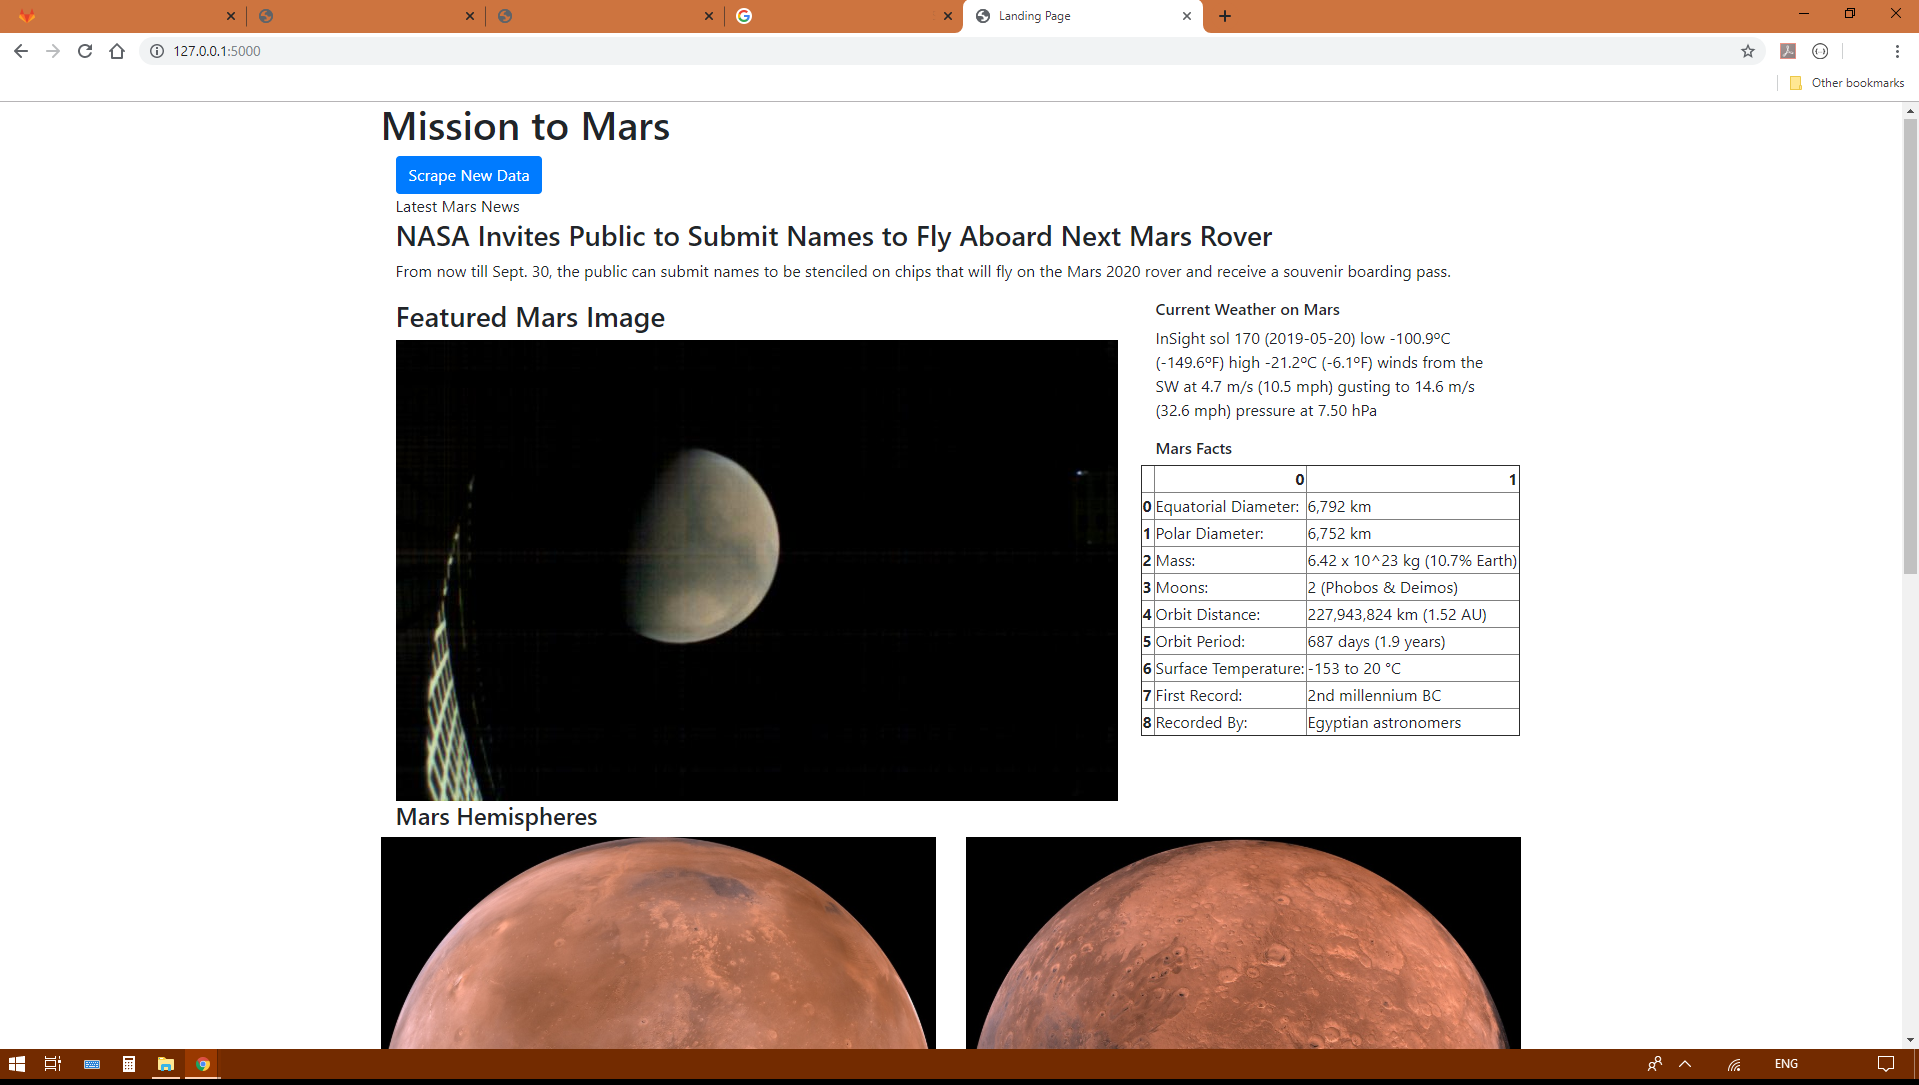 Landing Page
127.0.0.1:5000
Other bookmarks
Mission to Mars
Scrape New Data
Latest Mars News
NASA Invites Public to Submit Names to Fly Aboard Next Mars Rover
From now till Sept. 30, the public can submit names to be stenciled on chips that will fly on the Mars 2020 rover and receive a souvenir boarding pass.
Featured Mars Image
Current Weather on Mars
InSight sol 170 (2019-05-20) low -100.9ºC
(-149.6ºF) high -21.2ºC (-6.1ºF) winds from the
SW at 4.7 m/s (10.5 mph) gusting to 14.6 m/s
(32.6 mph) pressure at 7.50 hPa
Mars Facts
0 1
0 Equatorial Diameter: 6,792 km
1 Polar Diameter: 6,752 km
2 Mass: 6.42 x 10^23 kg (10.7% Earth)
3 Moons: 2 (Phobos & Deimos)
4 Orbit Distance: 227,943,824 km (1.52 AU)
5 Orbit Period: 687 days (1.9 years)
6 Surface Temperature: -153 to 20 °C
7 First Record: 2nd millennium BC
8 Recorded By: Egyptian astronomers
Mars Hemispheres
ENG